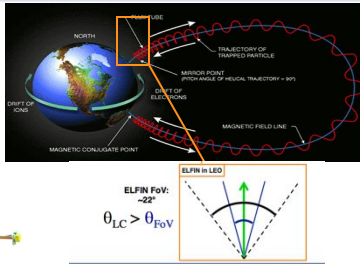 FLUX TUBE
NORTH
TRAJECTORY OF
TRAPPED PARTICLE
MIRROR POINT
(PITCH ANGLE OF HELICAL TRAJECTORY = 90°)
DRIFT OF
IONS
DRIFT OF
ELECTRONS
MAGNETIC FIELD LINE
MAGNETIC CONJUGATE POINT
ELFIN in LEO
ELFIN FoV:
~22°
θLC > θFoV